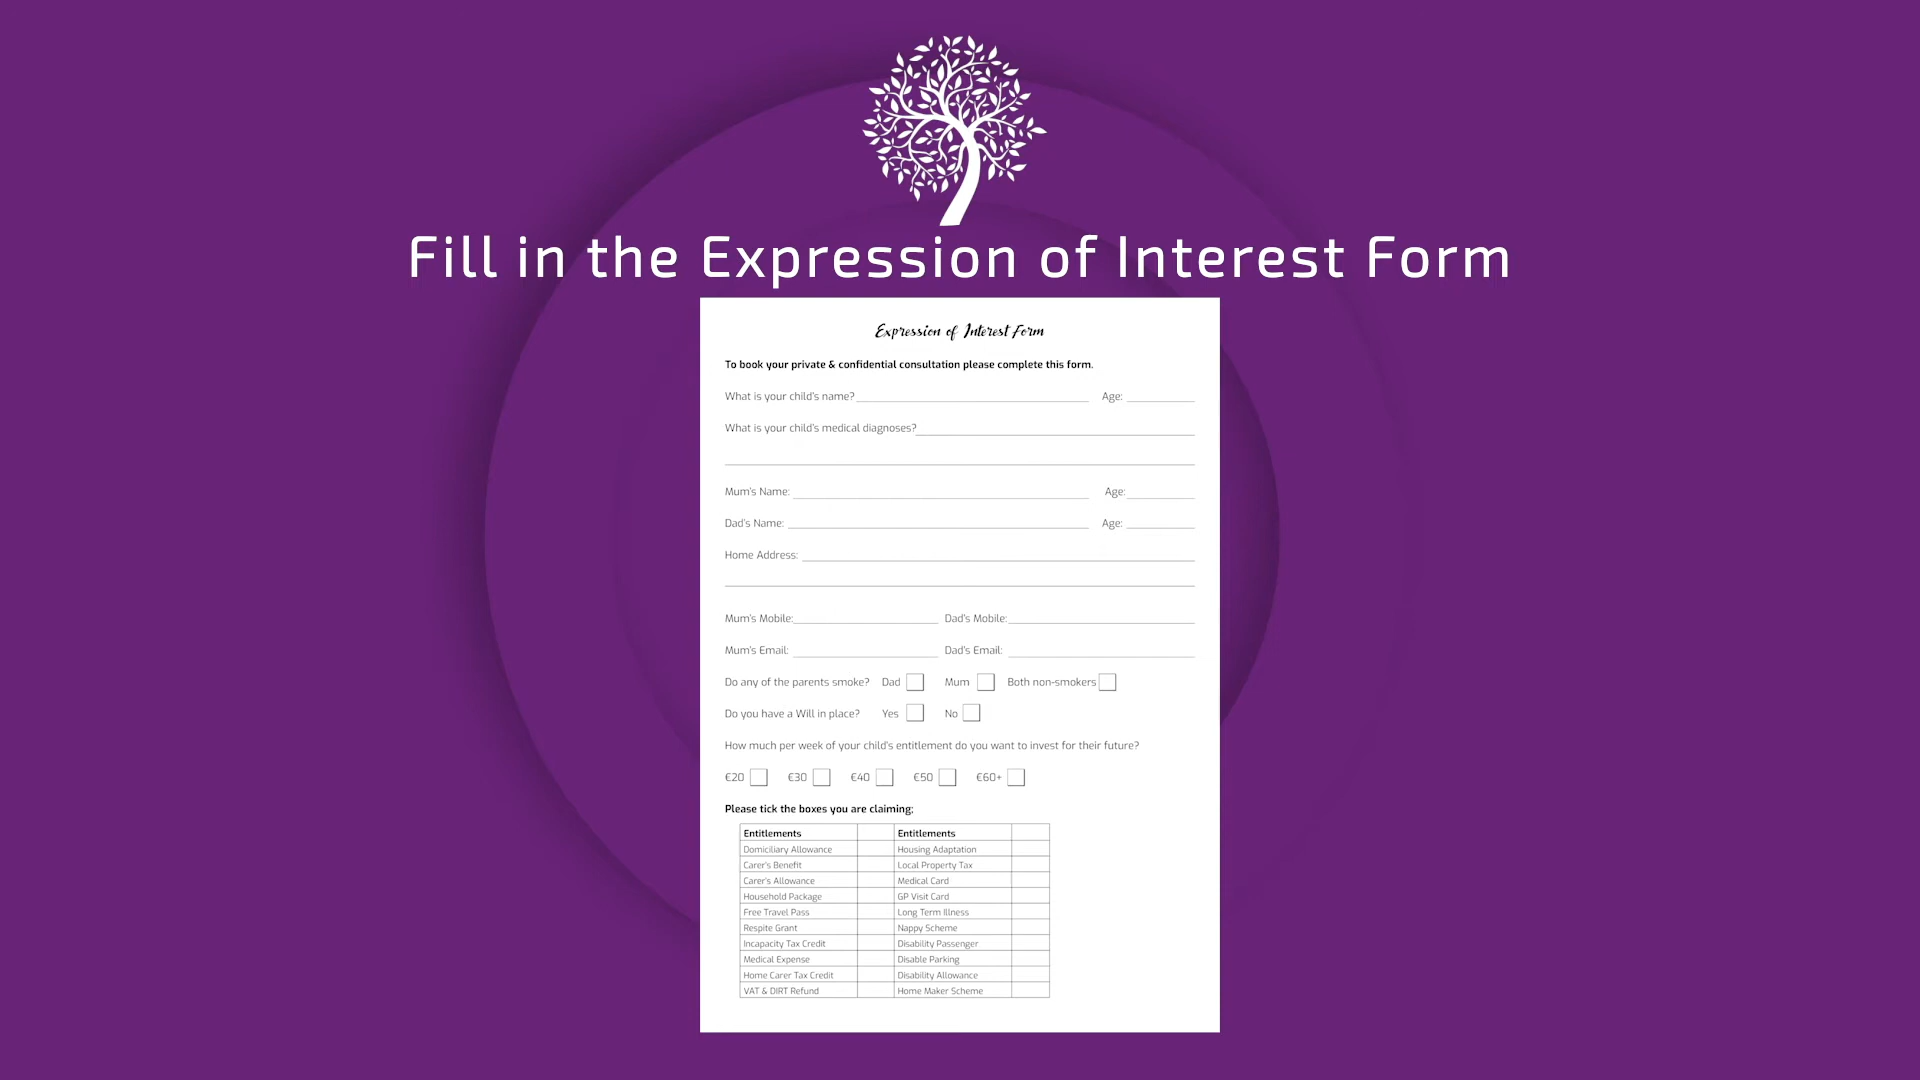 Fill in the Expression of Interest Form
Expression of Interest Form
To book your private & confidential consultation please complete this form.
What is your child's name? Age:
What is your child's medical diagnoses?
Mum's Name: Age:
Dad's Name: Age:
Home Address:
Mum's Mobile: Dad's Mobile:
Mum's Email: Dad's Email:
Do any of the parents smoke? Dad Mum Both non-smokers
Do you have a Will in place? Yes No
How much per week of your child's entitlement do you want to invest for their future?
€20 €30 €40 €50 €60+
Please tick the boxes you are claiming;
Entitlements Entitlements
Domiciliary Allowance Housing Adaptation
Carer's Benefit Local Property Tax
Carer's Allowance Medical Card
Household Package GP Visit Card
Free Travel Pass Long Term Illness
Respite Grant Nappy Scheme
Incapacity Tax Credit Disability Passenger
Medical Expense Disable Parking
Home Carer Tax Credit Disability Allowance
VAT & DIRT Refund Home Maker Scheme